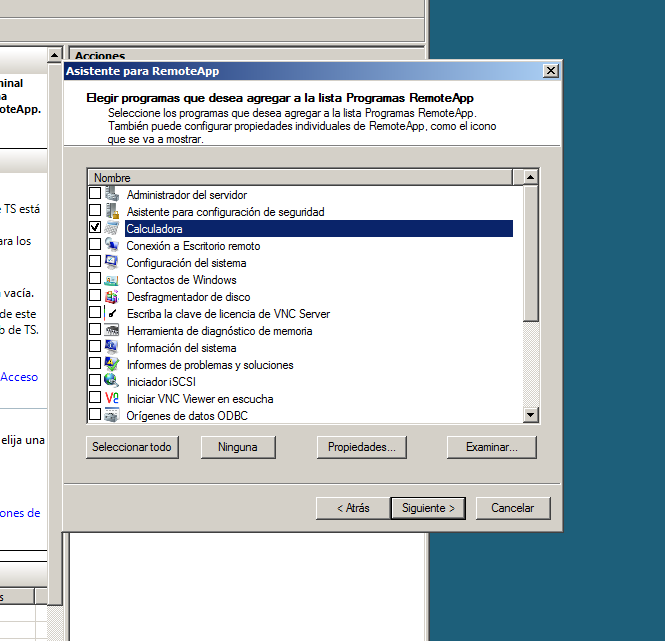 Acciones
minal
a
oteApp.
TS está
ara los
vacía.
de este
b de TS.
Acceso
elija una
ones de
s
Asistente para RemoteApp
Elegir programas que desea agregar a la lista Programas RemoteApp
Seleccione los programas que desea agregar a la lista Programas RemoteApp.
También puede configurar propiedades individuales de RemoteApp, como el icono
que se va a mostrar.
Nombre
Administrador del servidor
Asistente para configuración de seguridad
Calculadora
Conexión a Escritorio remoto
Configuración del sistema
Contactos de Windows
Desfragmentador de disco
Escriba la clave de licencia de VNC Server
Herramienta de diagnóstico de memoria
Información del sistema
Informes de problemas y soluciones
Iniciador iSCSI
Iniciar VNC Viewer en escucha
Orígenes de datos ODBC
Seleccionar todo
Ninguna
Propiedades...
Examinar...
< Atrás
Siguiente >
Cancelar